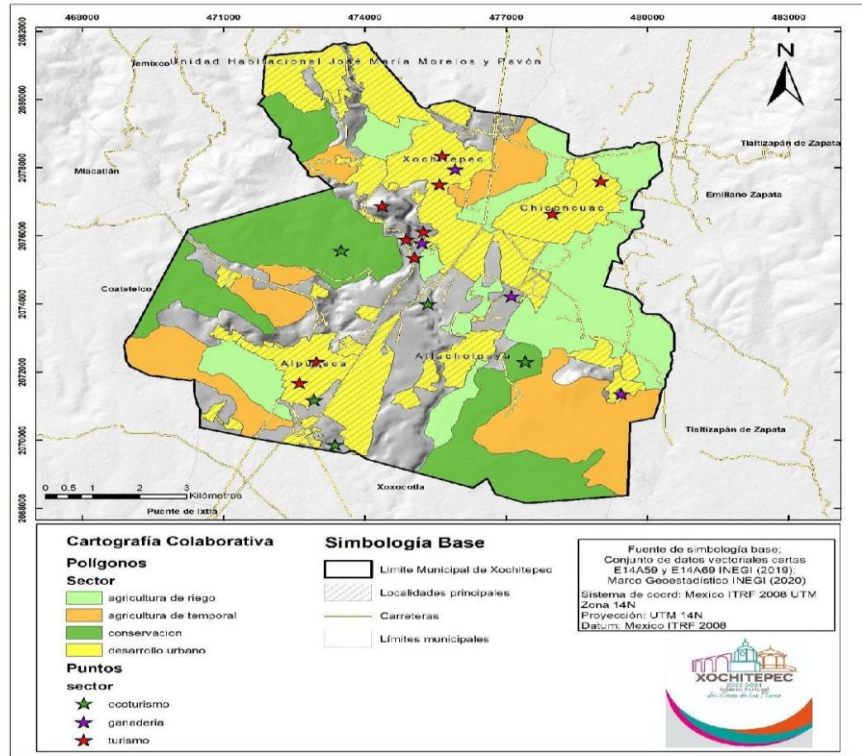 468000 471000 474000 477000 480000 483000
2082000
2080000
2078000
2076000
2074000
2072000
2070000
2068000
N
Temixco
Unidad Habitacional José María Morelos y Pavón
Tlaltizapán de Zapata
Miacatlán
Xochitepec
Emiliano Zapata
Chiconcuac
Coatetelco
Alpuyeca
Atlacholoaya
Tlaltizapán de Zapata
Xoxocotla
Puente de Ixtla
0 0.5 1 2 3
Kilómetros
Cartografía Colaborativa
Polígonos
Sector
agricultura de riego
agricultura de temporal
conservacion
desarrollo urbano
Puntos
sector
ecoturismo
ganaderia
turismo
Simbología Base
Limite Municipal de Xochitepec
Localidades principales
Carreteras
Límites municipales
Fuente de simbología base;
Conjunto de datos vectoriales cartas
E14A59 y E14A69 INEGI (2019);
Marco Geoestadístico INEGI (2020)
Sistema de coord: Mexico ITRF 2008 UTM
Zona 14N
Proyección: UTM 14N
Datum: Mexico ITRF 2008
XOCHITEPEC